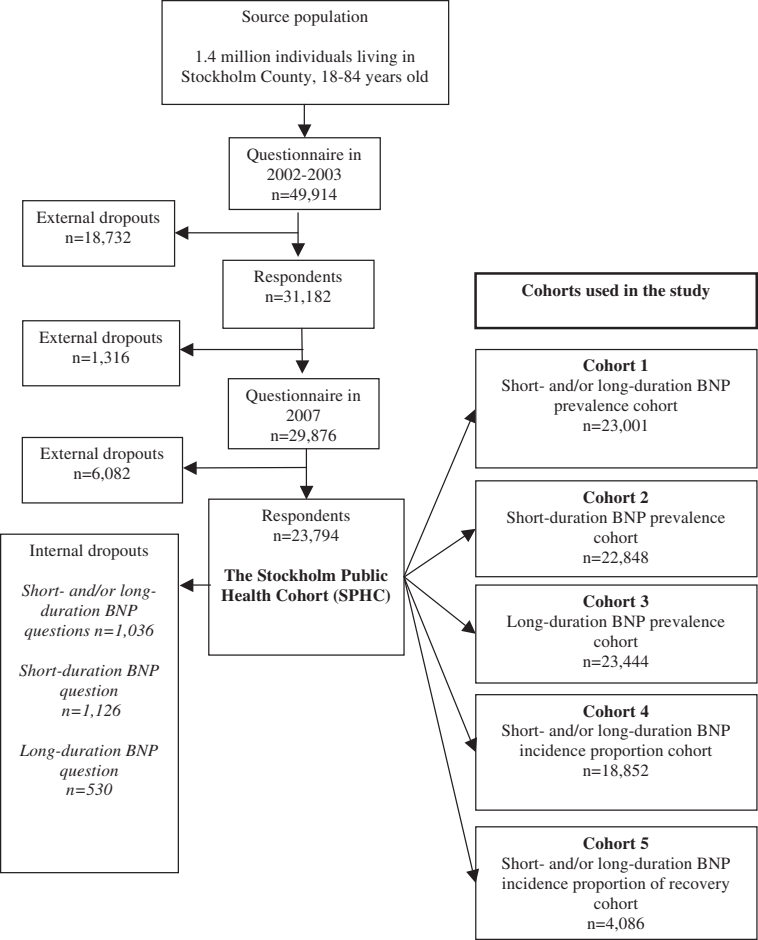 Source population
1.4 million individuals living in
Stockholm County, 18-84 years old
Questionnaire in
2002-2003
n=49,914
External dropouts
n=18,732
Respondents
n=31,182
External dropouts
n=1,316
Questionnaire in
2007
n=29,876
External dropouts
n=6,082
Respondents
n=23,794
The Stockholm Public
Health Cohort (SPHC)
Internal dropouts
Short- and/or long-
duration BNP
questions n=1,036
Short-duration BNP
question
n=1,126
Long-duration BNP
question
n=530
Cohorts used in the study
Cohort 1
Short- and/or long-duration BNP
prevalence cohort
n=23,001
Cohort 2
Short-duration BNP prevalence
cohort
n=22,848
Cohort 3
Long-duration BNP prevalence
cohort
n=23,444
Cohort 4
Short- and/or long-duration BNP
incidence proportion cohort
n=18,852
Cohort 5
Short- and/or long-duration BNP
incidence proportion of recovery
cohort
n=4,086